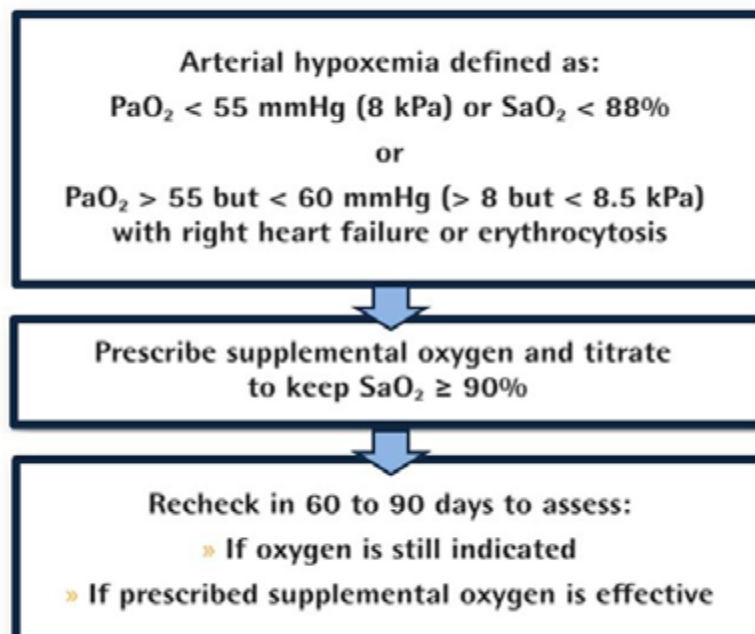 Arterial hypoxemia defined as:
PaO₂ < 55 mmHg (8 kPa) or SaO₂ < 88%
or
PaO₂ > 55 but < 60 mmHg (> 8 but < 8.5 kPa)
with right heart failure or erythrocytosis
Prescribe supplemental oxygen and titrate
to keep SaO₂ ≥ 90%
Recheck in 60 to 90 days to assess:
» If oxygen is still indicated
» If prescribed supplemental oxygen is effective